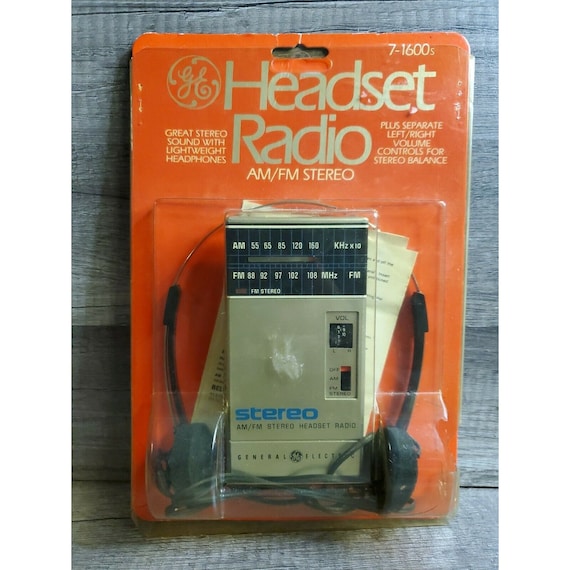 7-1600s
GE
Headset
Radio
GREAT STEREO
SOUND WITH
LIGHTWEIGHT
HEADPHONES
PLUS SEPARATE
LEFT/RIGHT
VOLUME
CONTROLS FOR
STEREO BALANCE
AM/FM STEREO
AM 55 65 85 120 160 KHz x 10
FM 88 92 97 102 108 MHz FM
FM STEREO
VOL
L R
OFF
AM
FM
STEREO
stereo
AM/FM STEREO HEADSET RADIO
GENERAL GE ELECTRIC